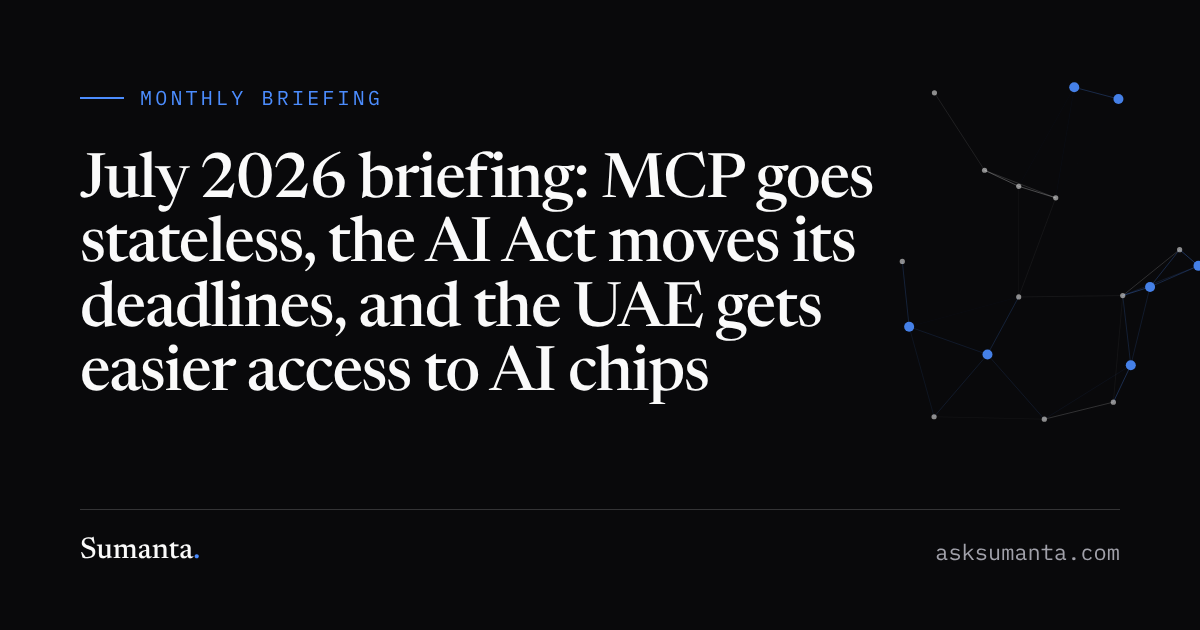 MONTHLY BRIEFING
July 2026 briefing: MCP goes
stateless, the AI Act moves its
deadlines, and the UAE gets
easier access to AI chips
Sumanta.
asksumanta.com